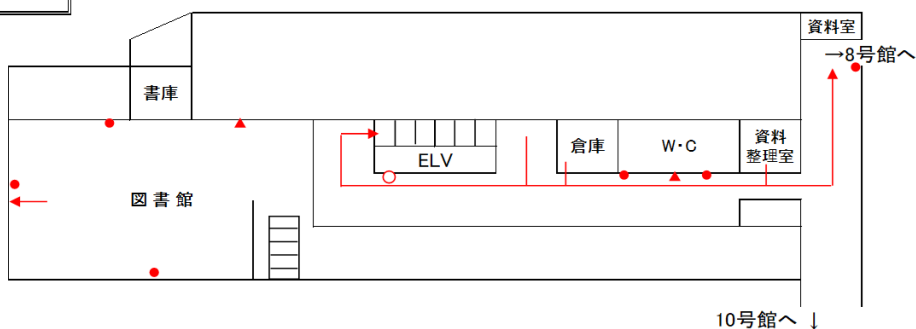 資料室
→8号館へ
書庫
ELV
倉庫
W・C
資料
整理室
図書館
10号館へ ↓